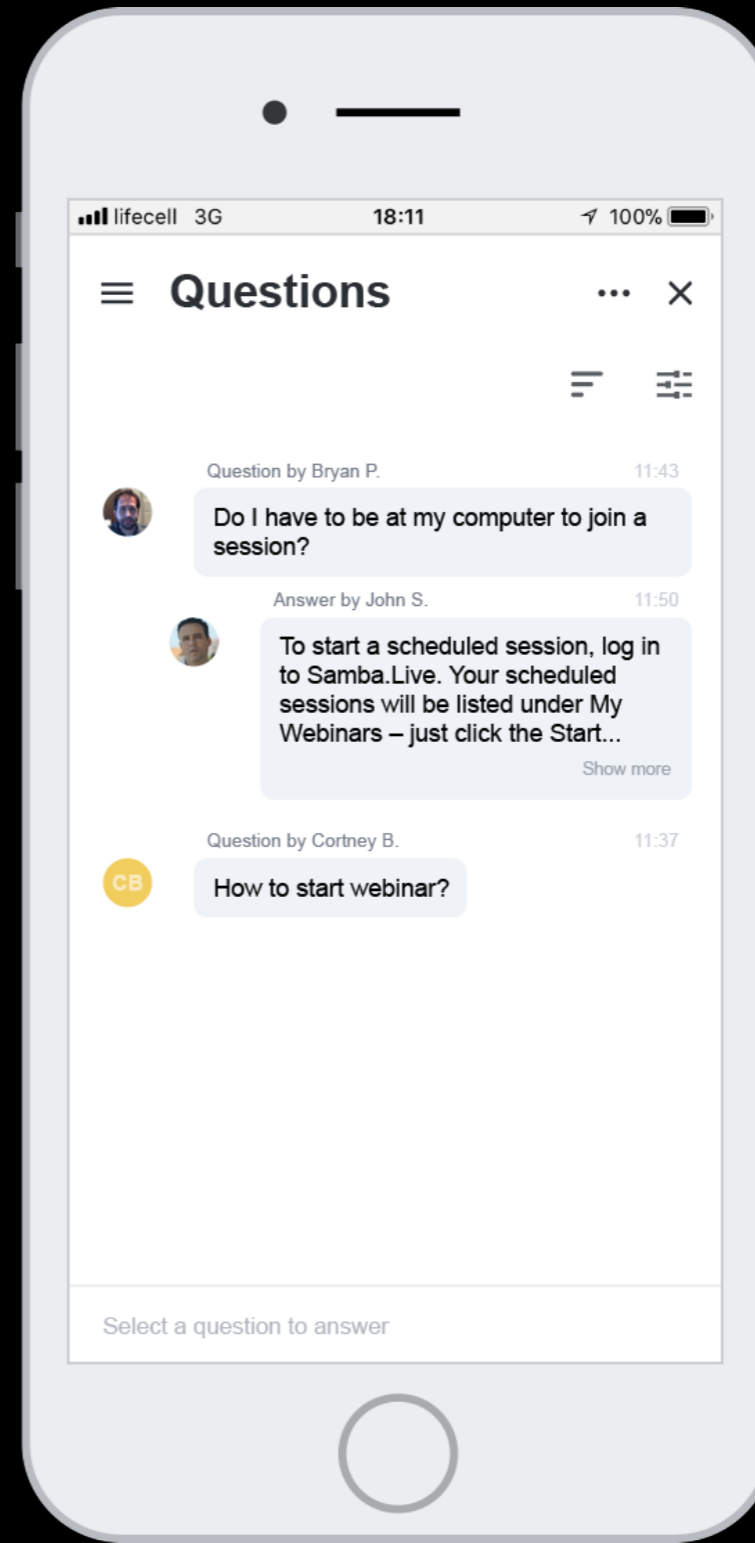 lifecell 3G 18:11 100%
Questions
Question by Bryan P. 11:43
Do I have to be at my computer to join a
session?
Answer by John S. 11:50
To start a scheduled session, log in
to Samba.Live. Your scheduled
sessions will be listed under My
Webinars – just click the Start...
Show more
Question by Cortney B. 11:37
CB
How to start webinar?
Select a question to answer